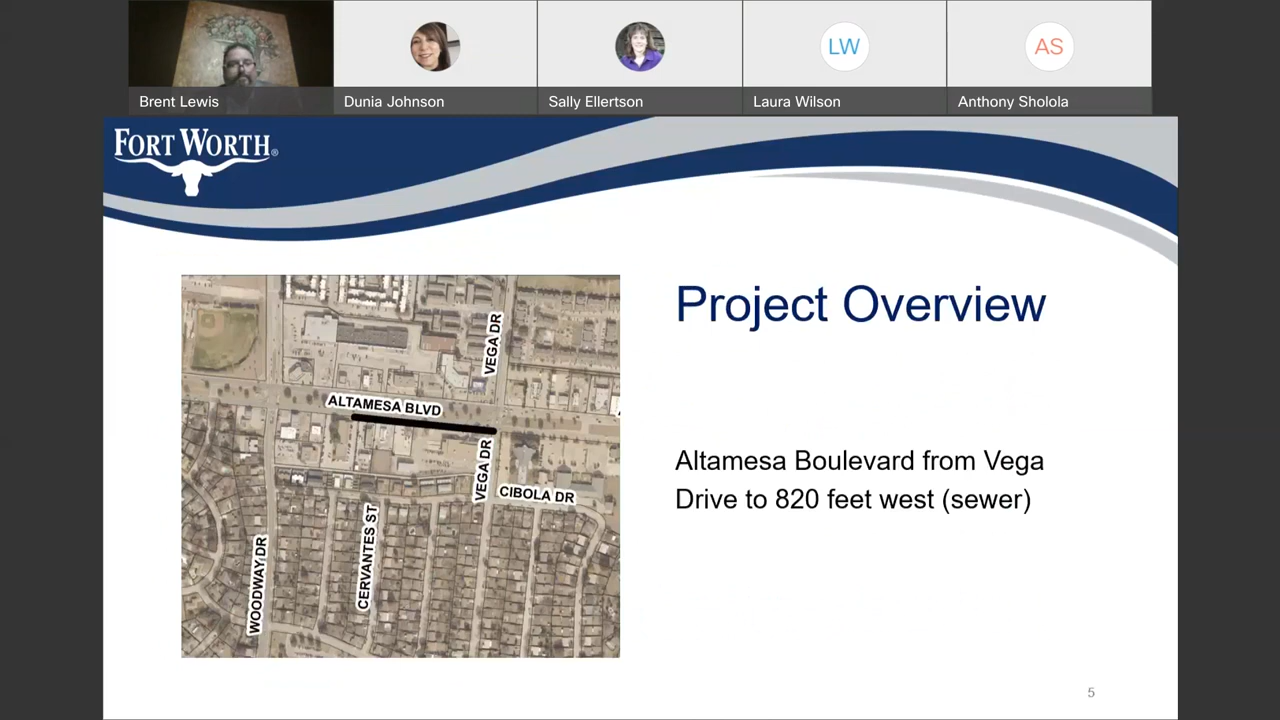 LW
AS
Brent Lewis
Dunia Johnson
Sally Ellertson
Laura Wilson
Anthony Sholola
FORT WORTH®
Project Overview
VEGA DR
ALTAMESA BLVD
VEGA DR
CIBOLA DR
CERVANTES ST
WOODWAY DR
Altamesa Boulevard from Vega
Drive to 820 feet west (sewer)
5